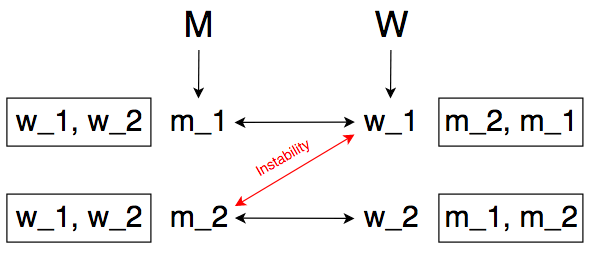 M W
w_1, w_2 m_1 w_1 m_2, m_1
Instability
w_1, w_2 m_2 w_2 m_1, m_2